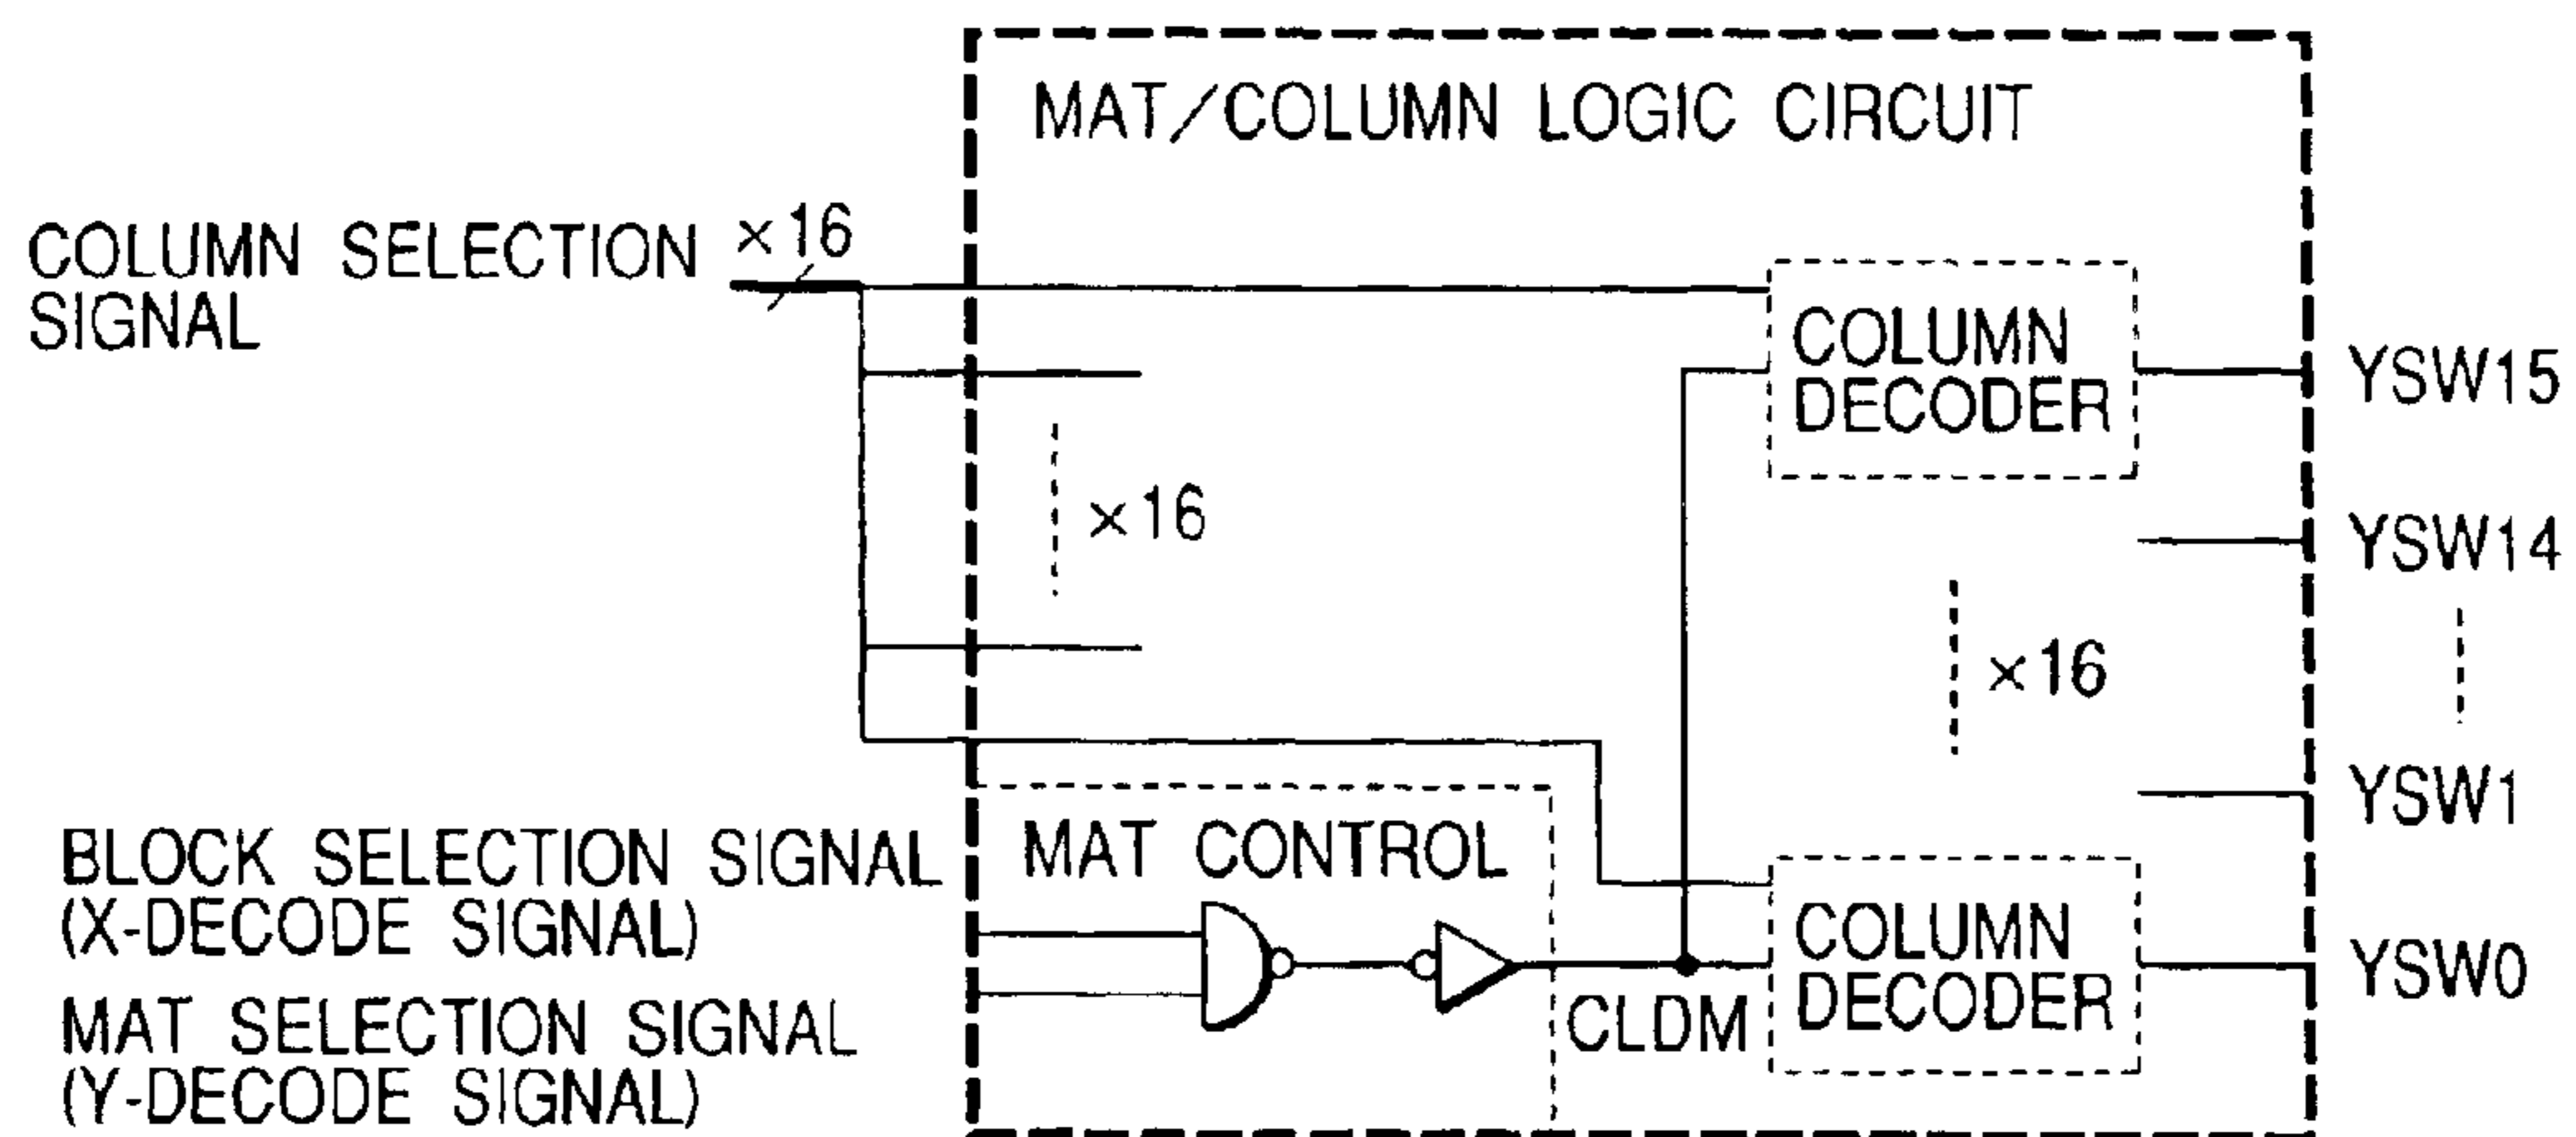 MAT/COLUMN LOGIC CIRCUIT
COLUMN SELECTION
SIGNAL
×16
COLUMN
DECODER
YSW15
×16
YSW14
×16
YSW1
BLOCK SELECTION SIGNAL
(X-DECODE SIGNAL)
MAT CONTROL
MAT SELECTION SIGNAL
(Y-DECODE SIGNAL)
CLDM
COLUMN
DECODER
YSW0